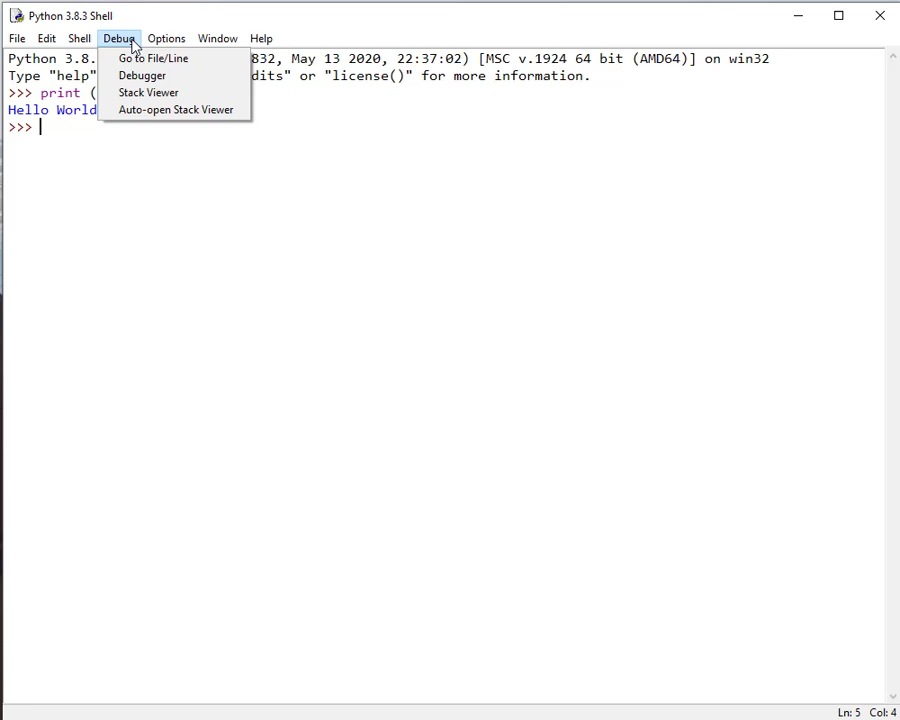 Python 3.8.3 Shell
File Edit Shell Debug Options Window Help
Python 3.8. 832, May 13 2020, 22:37:02) [MSC v.1924 64 bit (AMD64)] on win32
Type "help" dits" or "license()" for more information.
>>> print (
Hello World
>>>
Go to File/Line
Debugger
Stack Viewer
Auto-open Stack Viewer
Ln: 5 Col: 4